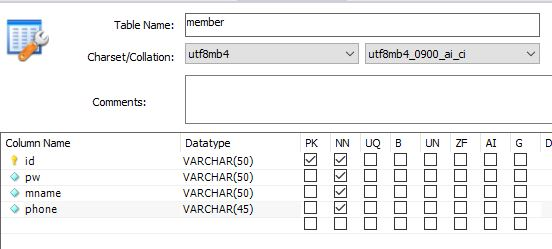 Table Name: member
Charset/Collation: utf8mb4 utf8mb4_0900_ai_ci
Comments:
Column Name Datatype PK NN UQ B UN ZF AI G D
id VARCHAR(50)
pw VARCHAR(50)
mname VARCHAR(50)
phone VARCHAR(45)